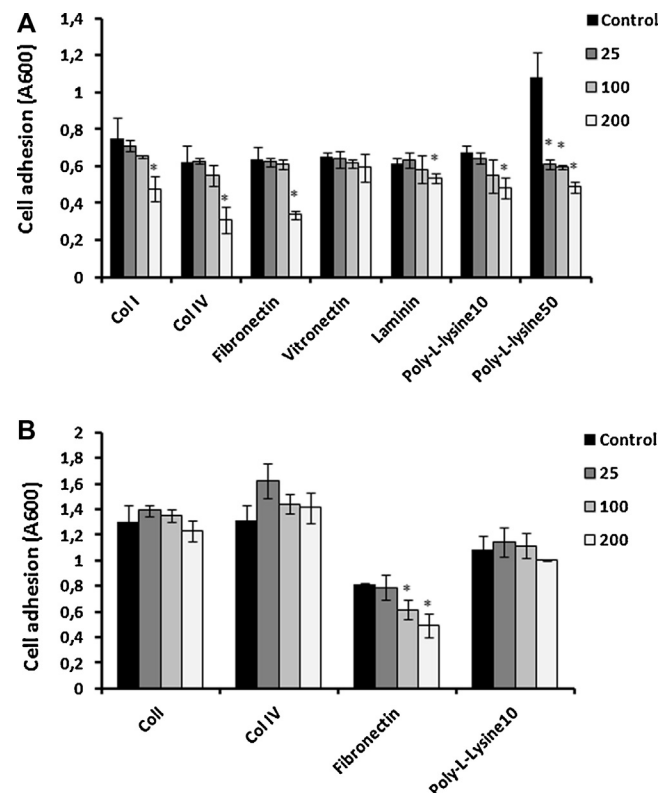 A
Cell adhesion (A600)
1,4
1,2
1
0,8
0,6
0,4
0,2
0
Control
25
100
200
*
*
*
*
*
*
*
*
Col I
Col IV
Fibronectin
Vitronectin
Laminin
Poly-L-lysine10
Poly-L-lysine50
B
Cell adhesion (A600)
2
1,8
1,6
1,4
1,2
1
0,8
0,6
0,4
0,2
0
Control
25
100
200
*
*
ColI
Col IV
Fibronectin
Poly-L-Lysine10